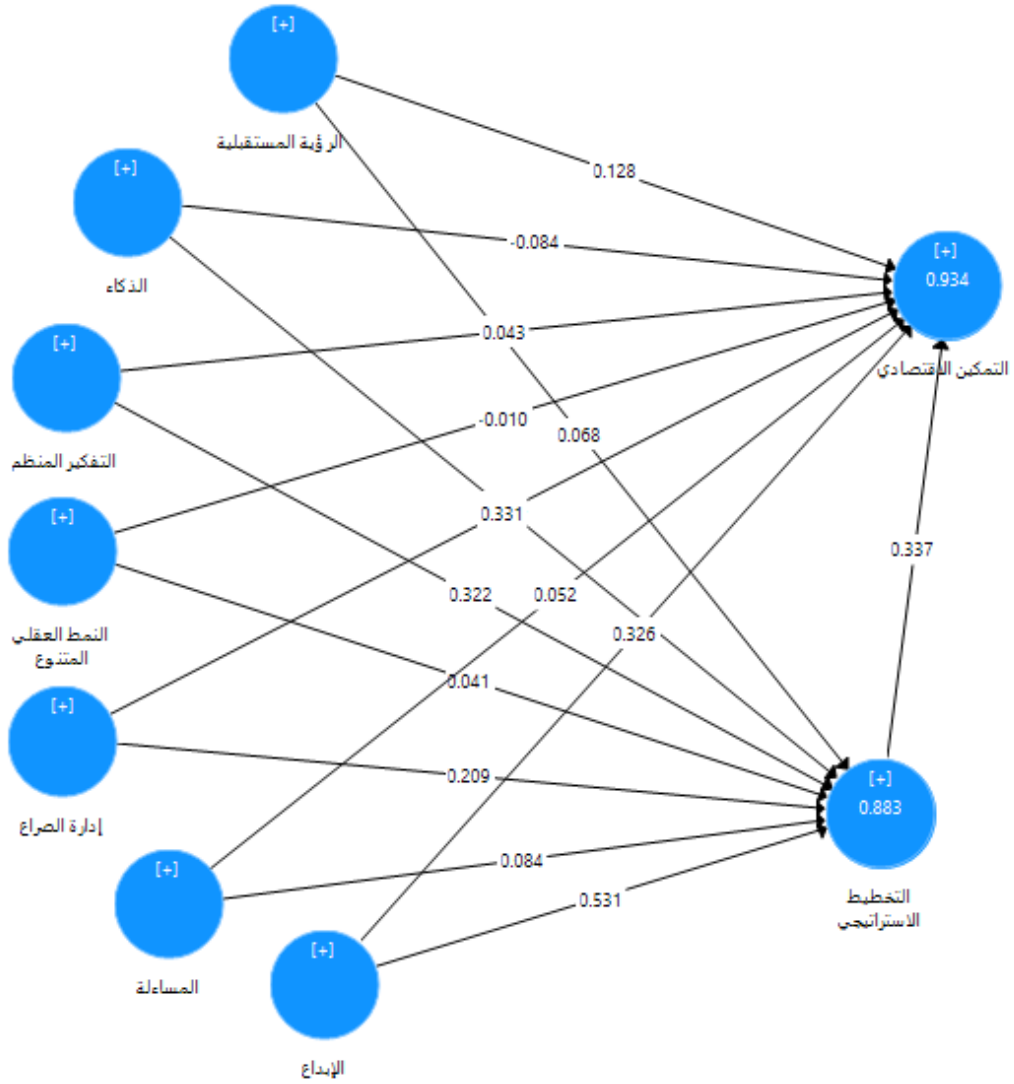 [+]
الرؤية المستقبلية
[+]
الذكاء
[+]
التفكير المنظم
[+]
النمط العقلي
المتنوع
[+]
إدارة الصراع
[+]
المساءلة
[+]
الإبداع
0.128
-0.084
0.043
-0.010
0.068
0.331
0.322
0.052
0.326
0.041
0.209
0.084
0.531
0.337
[+]
0.934
التمكين الاقتصادي
[+]
0.883
التخطيط
الاستراتيجي